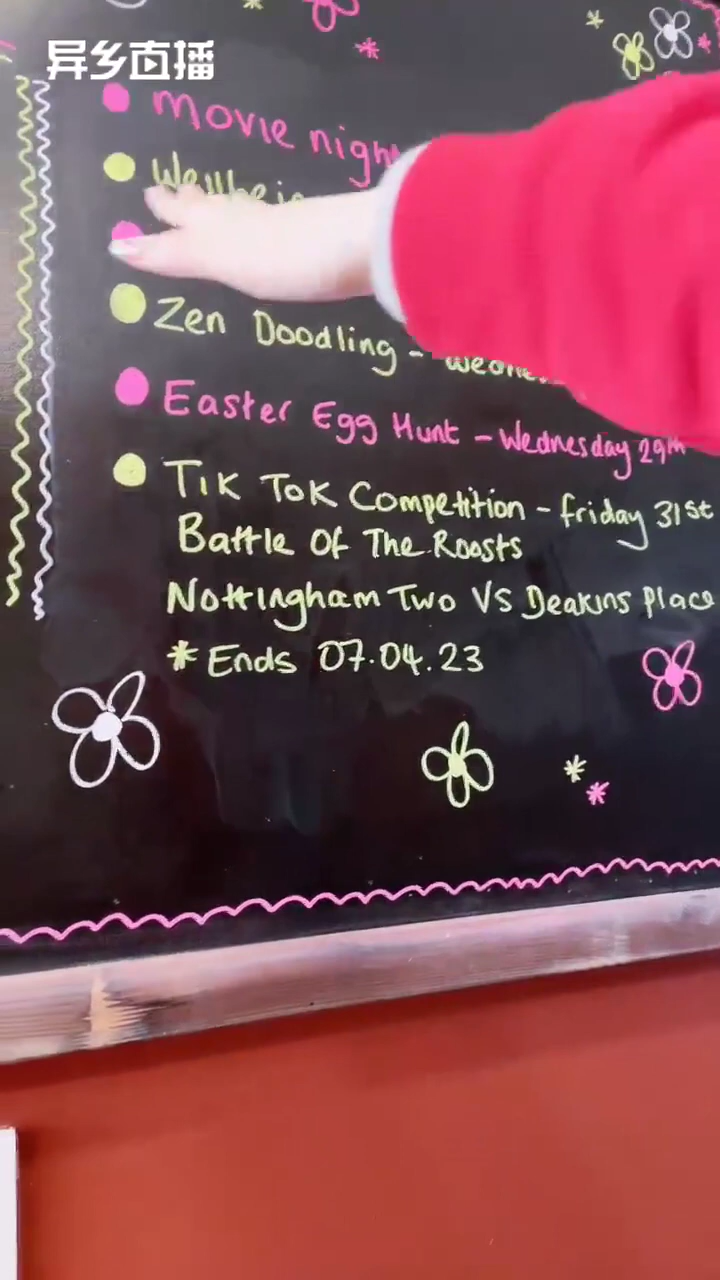 异乡直播
Movie night
Zen Doodling -
Easter Egg Hunt - Wednesday 29th
Tik Tok Competition - friday 31st
Battle Of The Roosts
Nottingham Two VS Deakins Place
*Ends 07.04.23